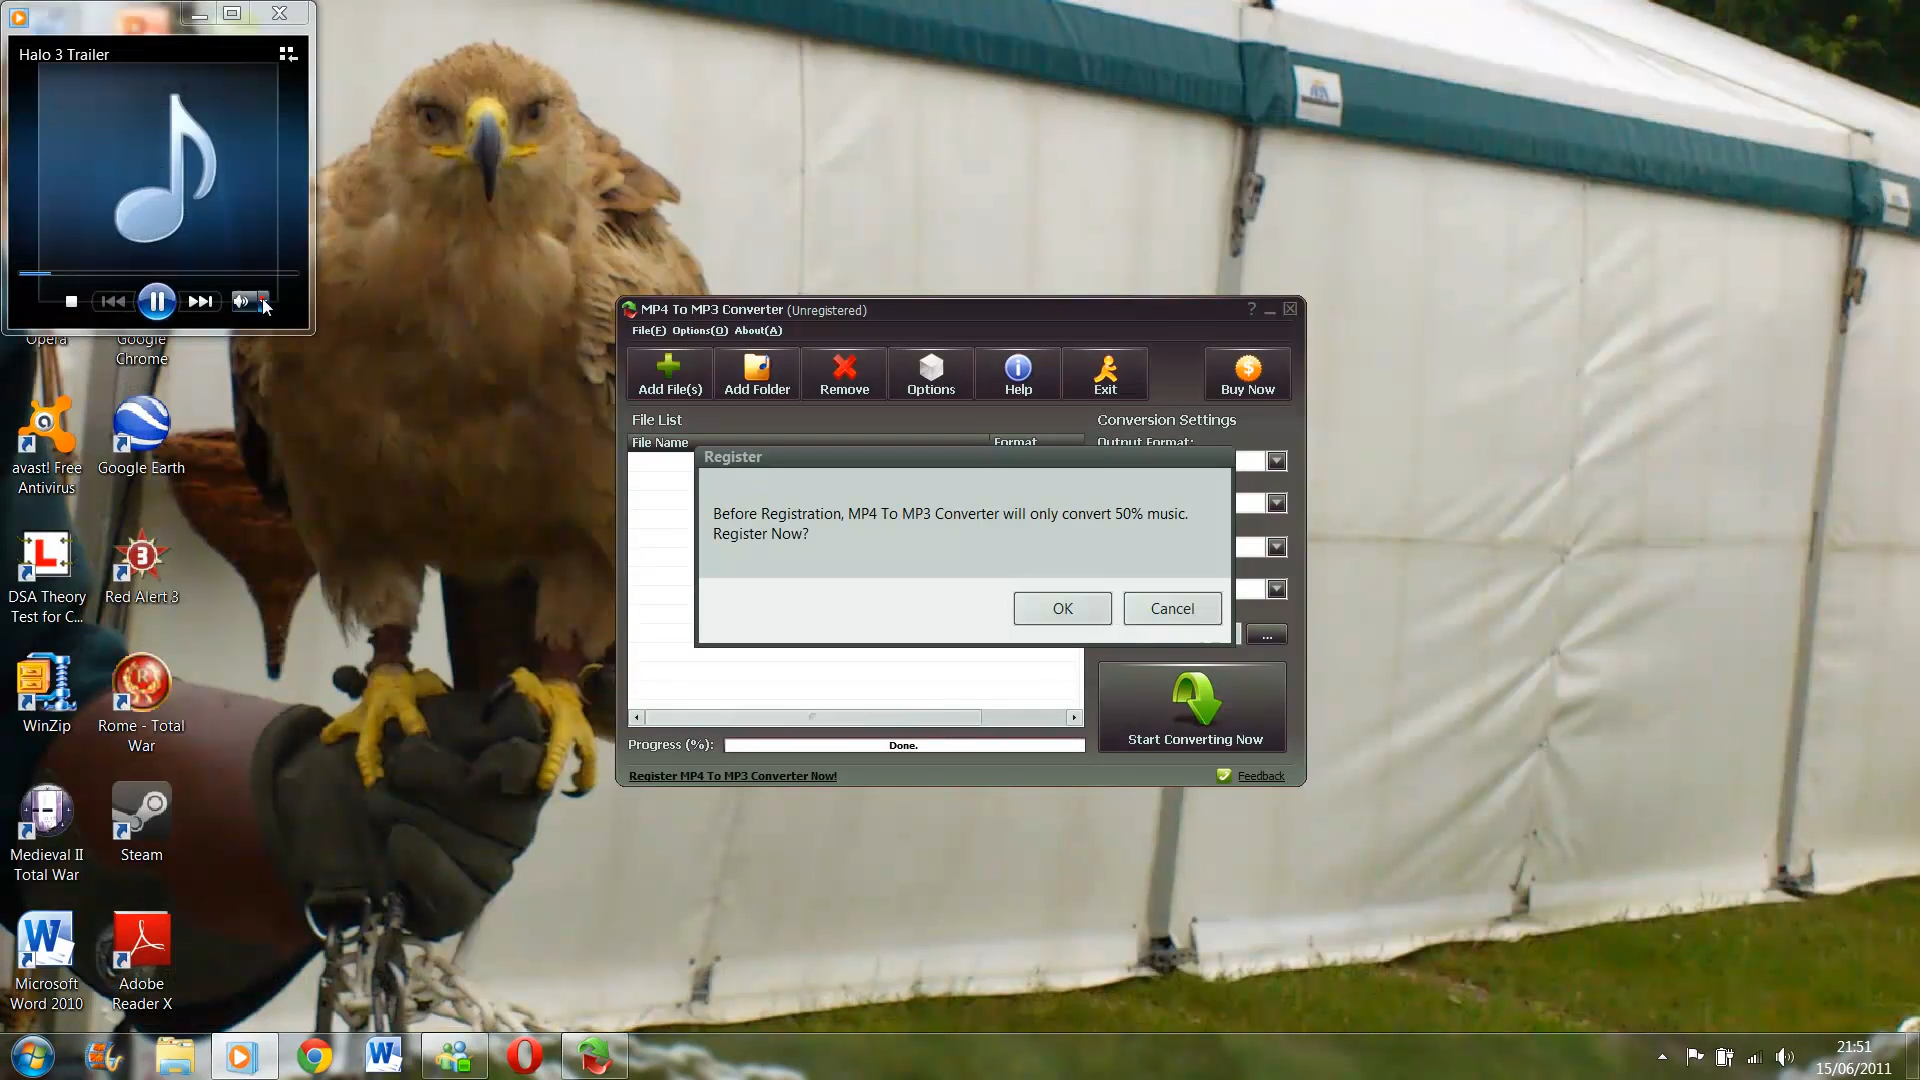 Halo 3 Trailer
Opera
Google
Chrome
avast! Free
Antivirus
Google Earth
DSA Theory
Test for C...
Red Alert 3
WinZip
Rome - Total
War
Medieval II
Total War
Steam
Microsoft
Word 2010
Adobe
Reader X
MP4 To MP3 Converter (Unregistered)
File(F) Options(O) About(A)
Add File(s)
Add Folder
Remove
Options
Help
Exit
Buy Now
File List
Conversion Settings
File Name
Format
Output Format:
Register
Before Registration, MP4 To MP3 Converter will only convert 50% music.
Register Now?
OK
Cancel
...
Start Converting Now
Progress (%):
Done.
Register MP4 To MP3 Converter Now!
Feedback
21:51
15/06/2011